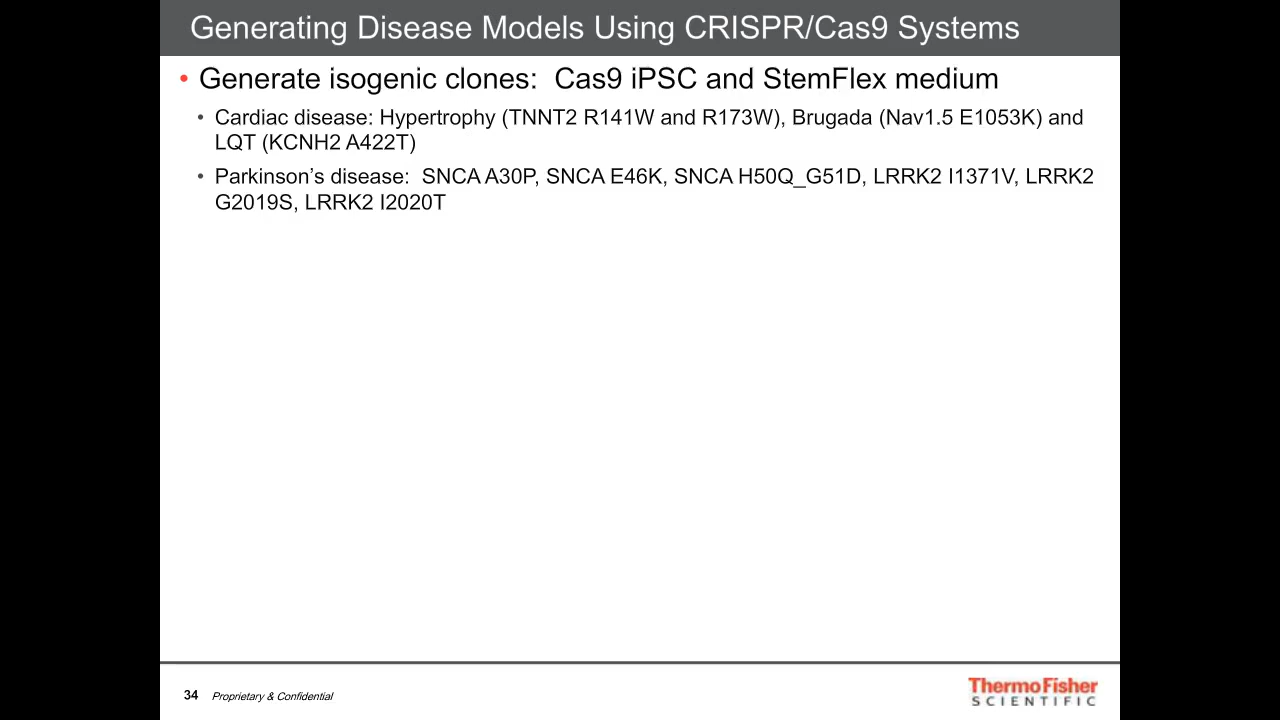 Generating Disease Models Using CRISPR/Cas9 Systems
• Generate isogenic clones:  Cas9 iPSC and StemFlex medium
• Cardiac disease: Hypertrophy (TNNT2 R141W and R173W), Brugada (Nav1.5 E1053K) and
LQT (KCNH2 A422T)
• Parkinson’s disease:  SNCA A30P, SNCA E46K, SNCA H50Q_G51D, LRRK2 I1371V, LRRK2
G2019S, LRRK2 I2020T
34 Proprietary & Confidential
ThermoFisher
SCIENTIFIC